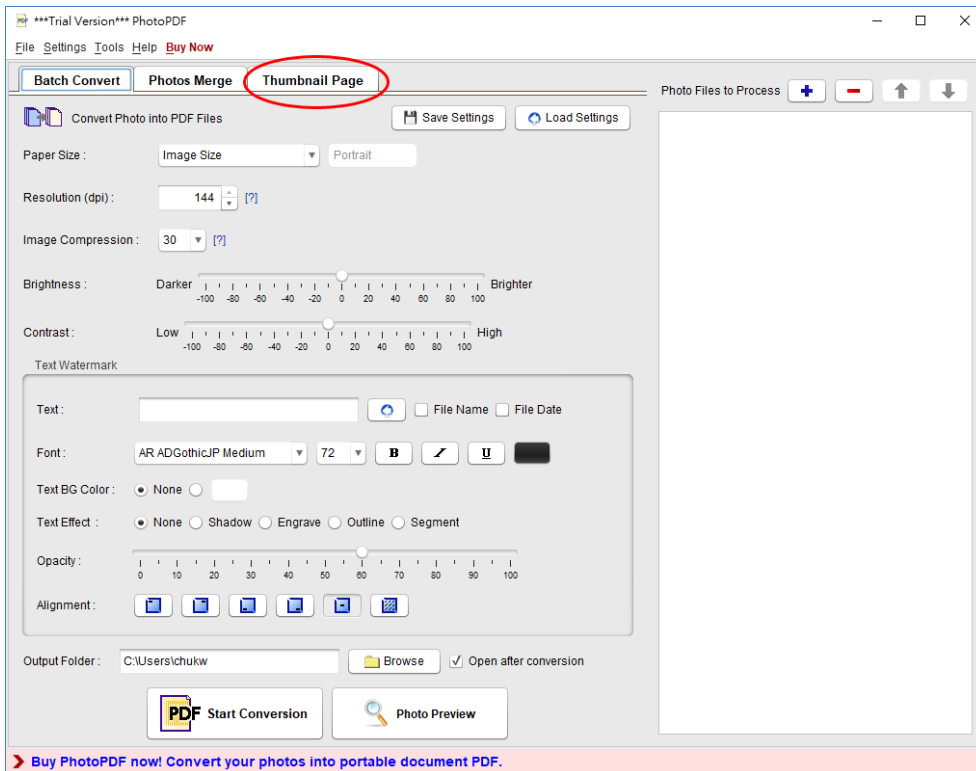 ***Trial Version*** PhotoPDF
File Settings Tools Help Buy Now
Batch Convert Photos Merge Thumbnail Page
Photo Files to Process
Convert Photo into PDF Files Save Settings Load Settings
Paper Size : Image Size Portrait
Resolution (dpi) : 144 [?]
Image Compression : 30 [?]
Brightness : Darker Brighter
-100 -80 -60 -40 -20 0 20 40 60 80 100
Contrast : Low High
-100 -80 -60 -40 -20 0 20 40 60 80 100
Text Watermark
Text : File Name File Date
Font : AR ADGothicJP Medium 72 B I U
Text BG Color : None
Text Effect : None Shadow Engrave Outline Segment
Opacity :
0 10 20 30 40 50 60 70 80 90 100
Alignment :
Output Folder : C:\Users\chukw Browse Open after conversion
PDF Start Conversion Photo Preview
Buy PhotoPDF now! Convert your photos into portable document PDF.